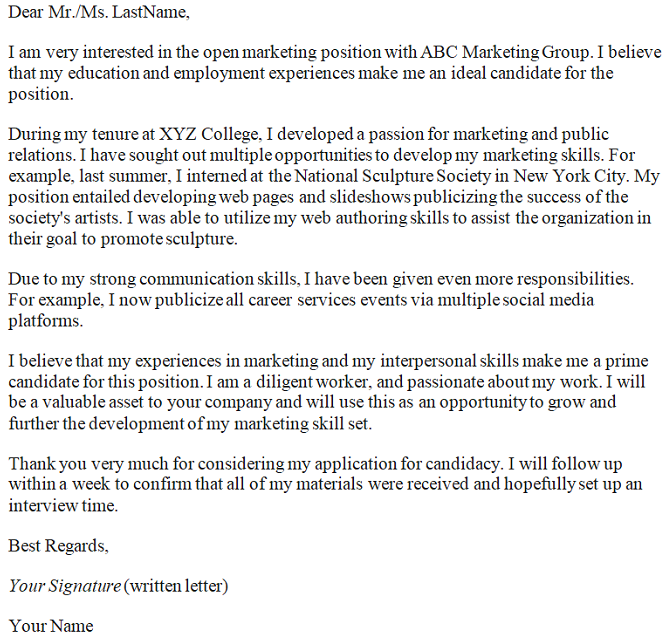 Dear Mr./Ms. LastName,
I am very interested in the open marketing position with ABC Marketing Group. I believe
that my education and employment experiences make me an ideal candidate for the
position.
During my tenure at XYZ College, I developed a passion for marketing and public
relations. I have sought out multiple opportunities to develop my marketing skills. For
example, last summer, I interned at the National Sculpture Society in New York City. My
position entailed developing web pages and slideshows publicizing the success of the
society's artists. I was able to utilize my web authoring skills to assist the organization in
their goal to promote sculpture.
Due to my strong communication skills, I have been given even more responsibilities.
For example, I now publicize all career services events via multiple social media
platforms.
I believe that my experiences in marketing and my interpersonal skills make me a prime
candidate for this position. I am a diligent worker, and passionate about my work. I will
be a valuable asset to your company and will use this as an opportunity to grow and
further the development of my marketing skill set.
Thank you very much for considering my application for candidacy. I will follow up
within a week to confirm that all of my materials were received and hopefully set up an
interview time.
Best Regards,
Your Signature (written letter)
Your Name